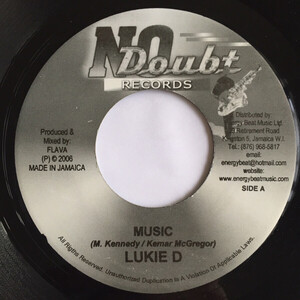 No Doubt
RECORDS
Produced &
Mixed by:
FLAVA
(P) © 2006
MADE IN JAMAICA
Distributed by:
Energy Beat Music Ltd
Retirement Road
Kingston 5, Jamaica W.I.
Tel: (876) 968-5817
email:
energybeat@hotmail.com
website:
www.energybeatmusic.com
SIDE A
MUSIC
(M. Kennedy / Kemar McGregor)
LUKIE D
All Rights Reserved. Unauthorized Duplication Is A Violation Of Applicable Laws.